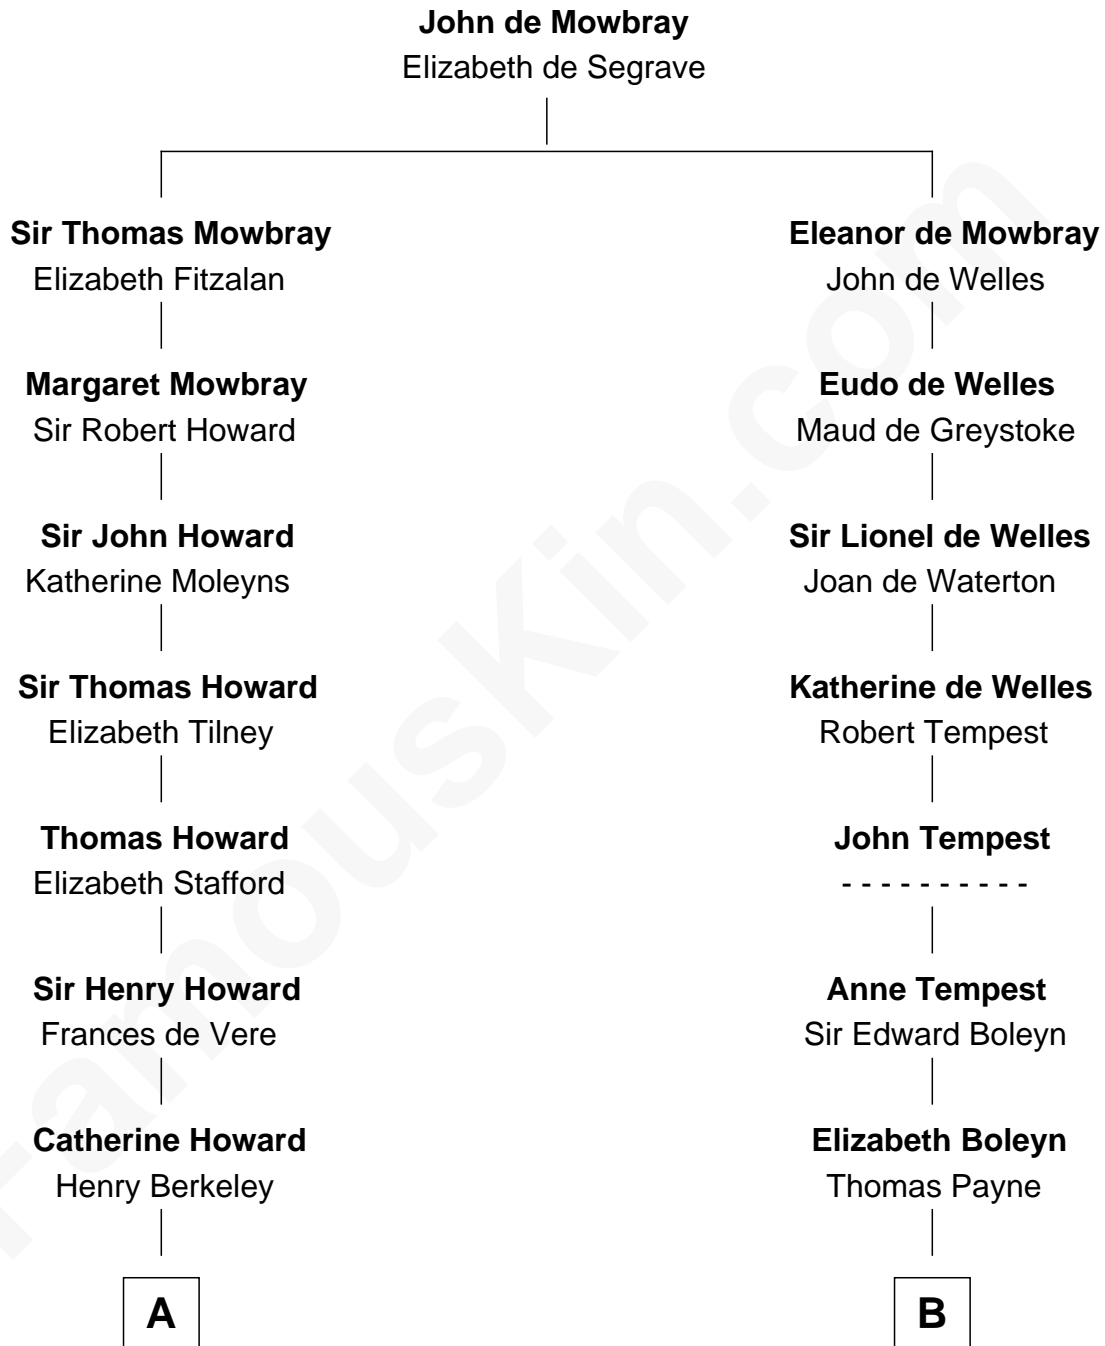 John de Mowbray
Elizabeth de Segrave
Sir Thomas Mowbray
Elizabeth Fitzalan
Margaret Mowbray
Sir Robert Howard
Sir John Howard
Katherine Moleyns
Sir Thomas Howard
Elizabeth Tilney
Thomas Howard
Elizabeth Stafford
Sir Henry Howard
Frances de Vere
Catherine Howard
Henry Berkeley
A
Eleanor de Mowbray
John de Welles
Eudo de Welles
Maud de Greystoke
Sir Lionel de Welles
Joan de Waterton
Katherine de Welles
Robert Tempest
John Tempest
- - - - - - - - - -
Anne Tempest
Sir Edward Boleyn
Elizabeth Boleyn
Thomas Payne
B
FamousKin.com